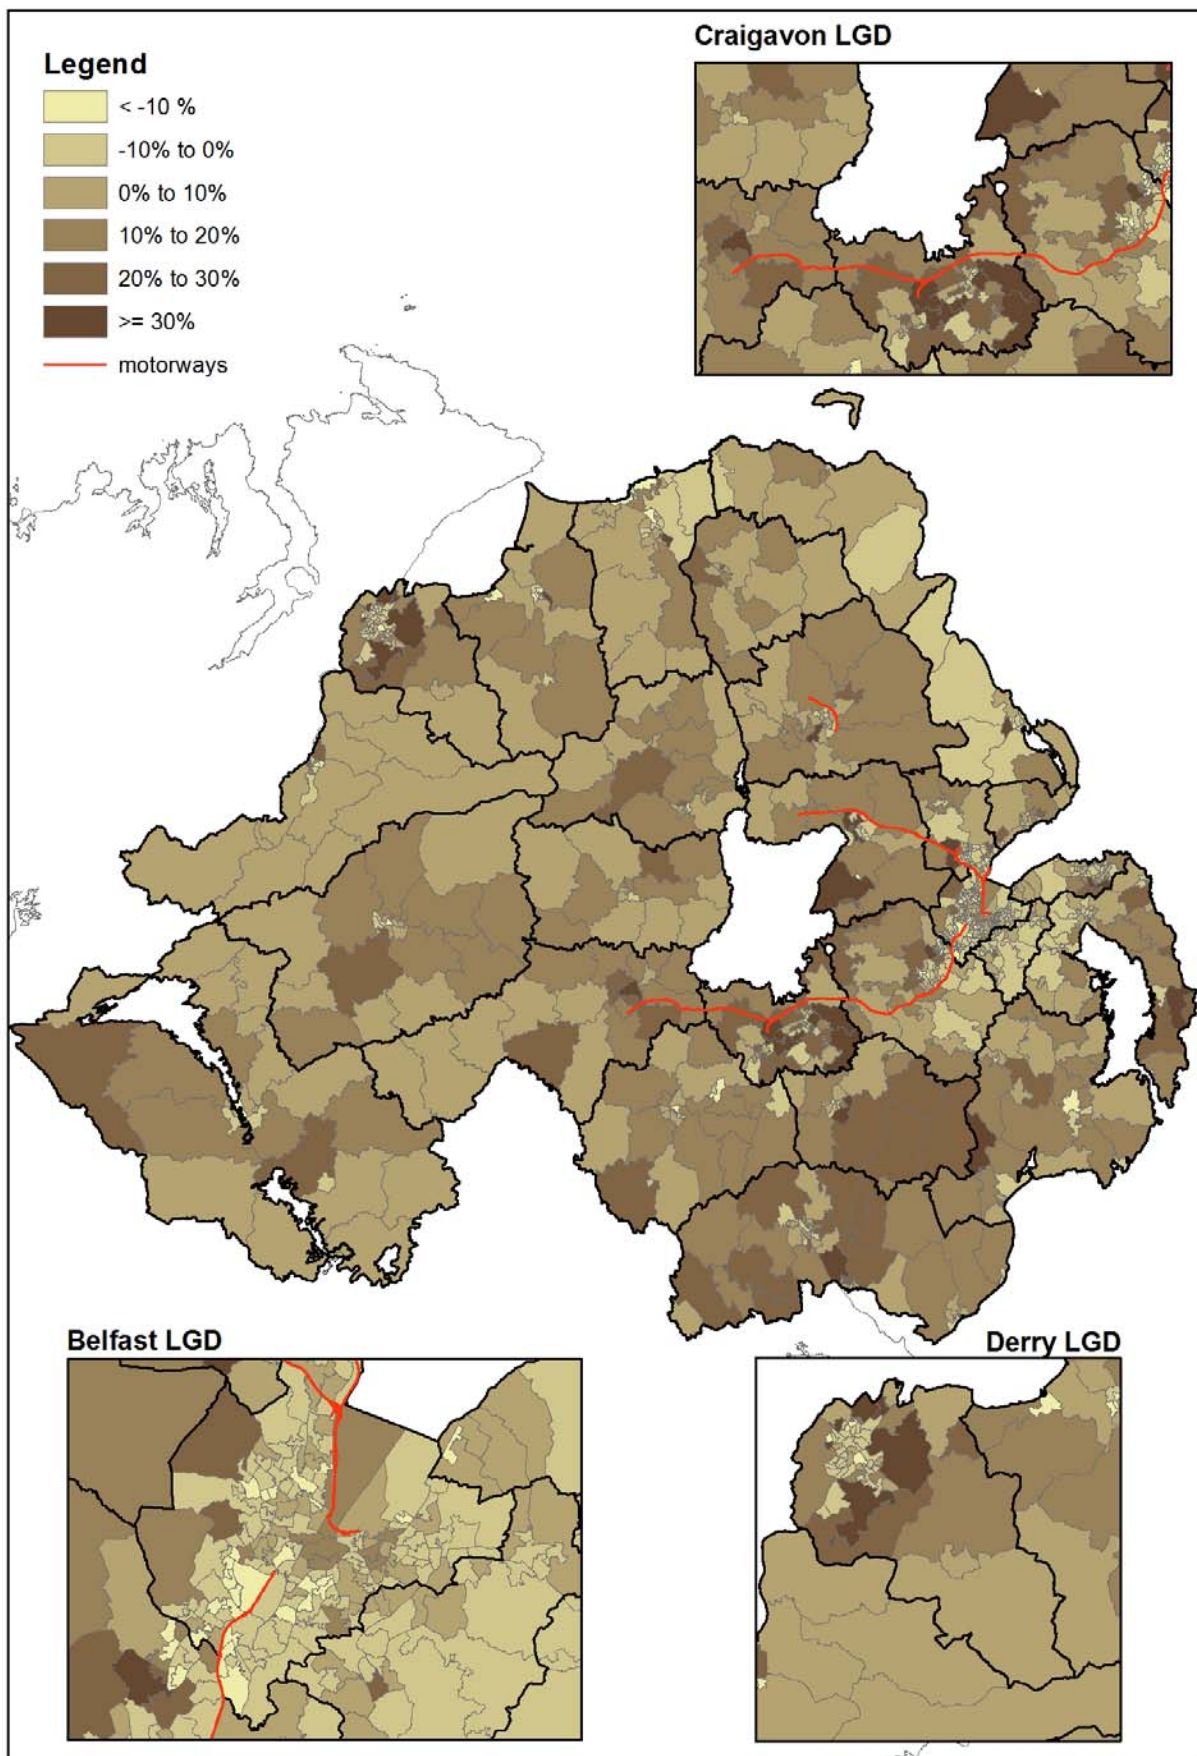 Craigavon LGD
Legend
< -10 %
-10% to 0%
0% to 10%
10% to 20%
20% to 30%
>= 30%
motorways
Belfast LGD
Derry LGD